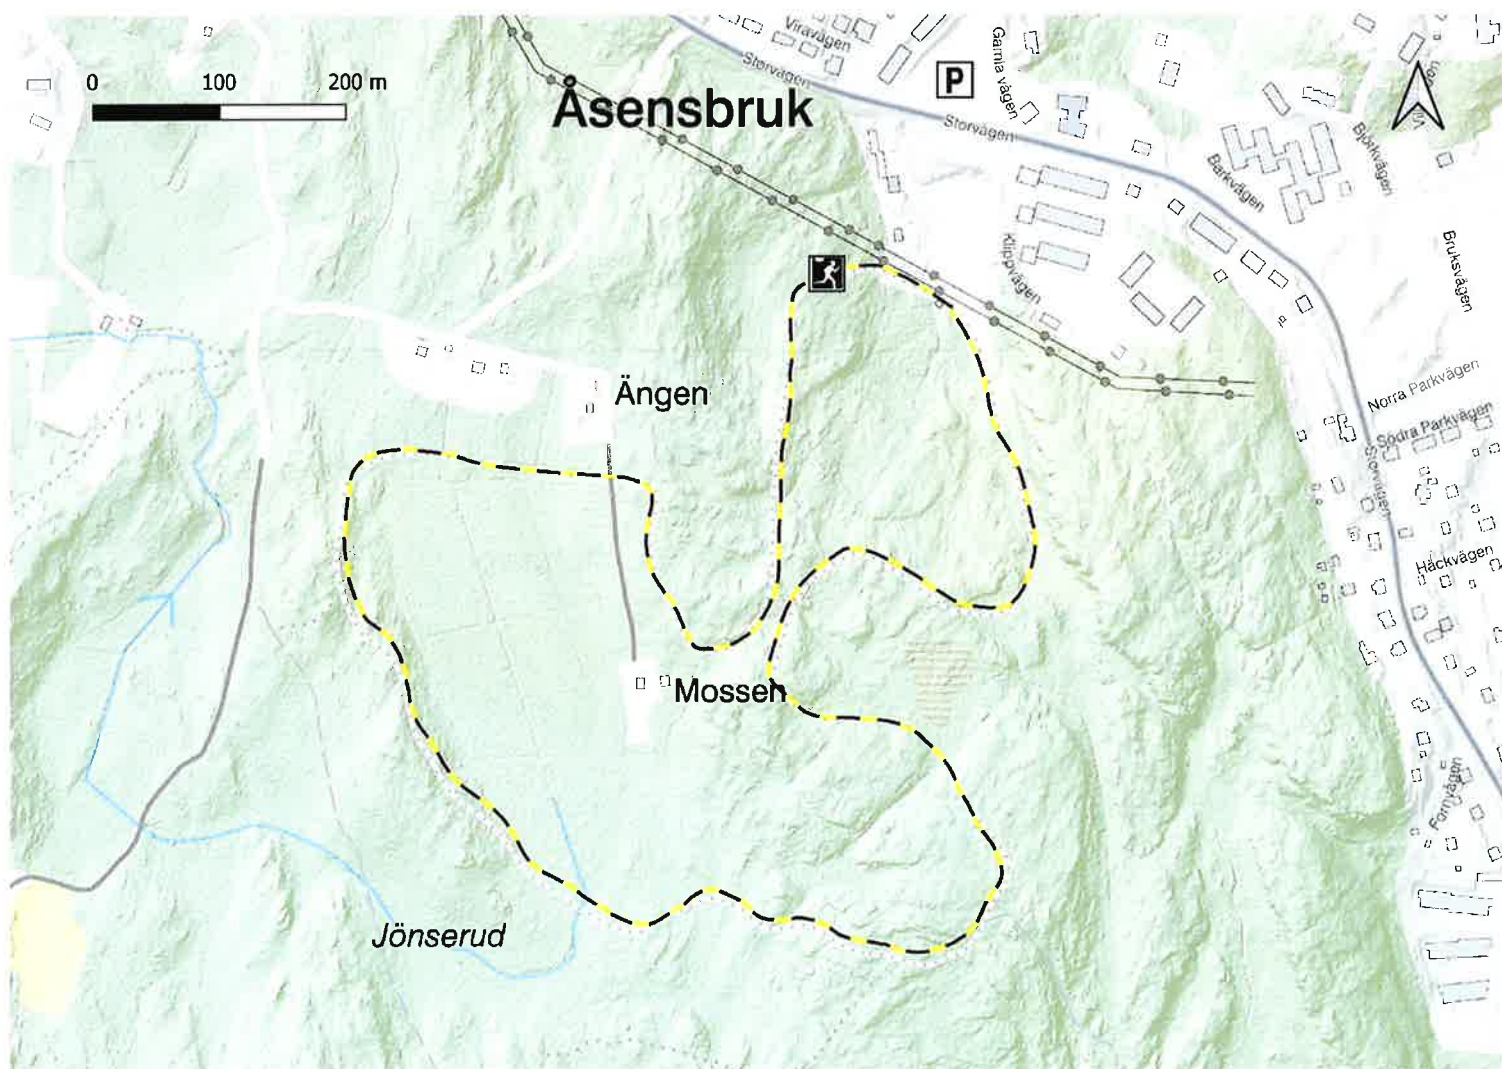 Viravägen
Storvägen
Gamla vägen
P
0 100 200 m
Åsensbruk
Storvägen
Björkvägen
Barkvägen
Klippvägen
Bruksvägen
Ängen
Norra Parkvägen
Södra Parkvägen
Storvägen
Häckvägen
Mossen
Fornvägen
Jönserud